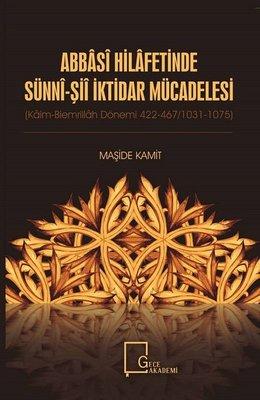 ABBÂSÎ HİLÂFETİNDE
SÜNNÎ-ŞİÎ İKTİDAR MÜCADELESİ
(Kâim-Biemrillâh Dönemi 422-467/1031-1075)
MAŞİDE KAMİT
GECE
AKADEMİ